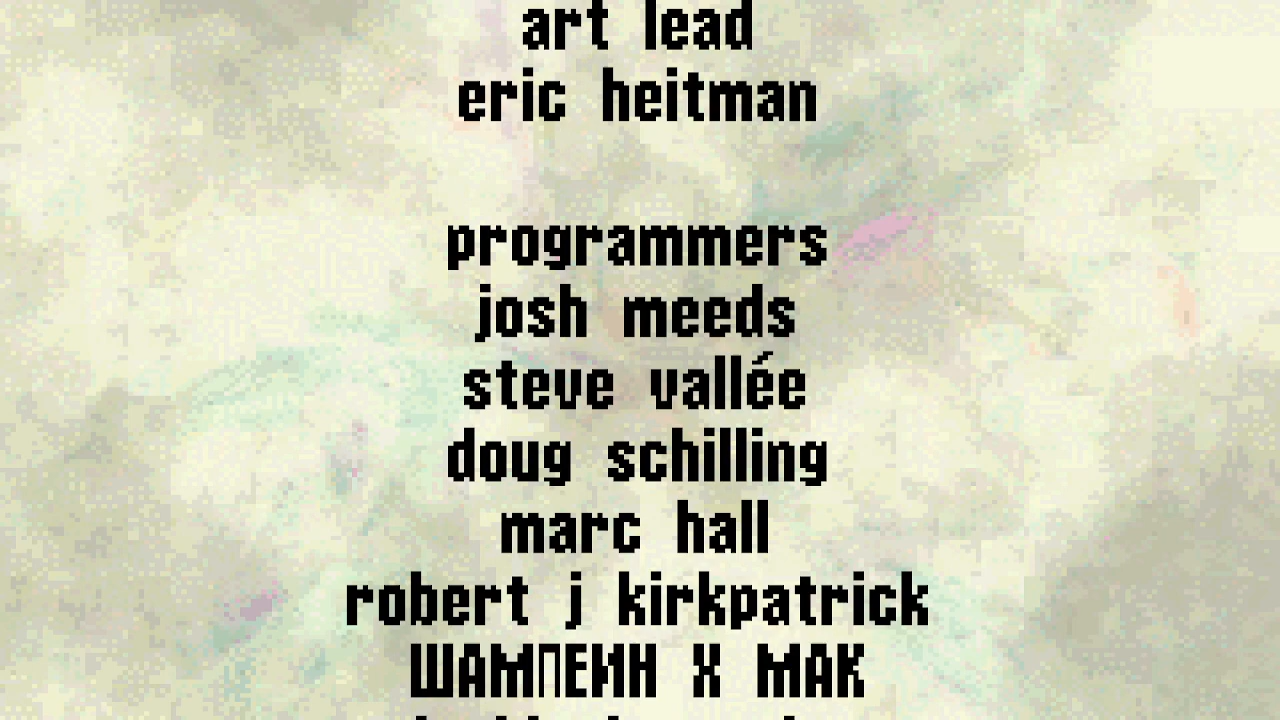 art lead
eric heitman
programmers
josh meeds
steve vallée
doug schilling
marc hall
robert j kirkpatrick
ШАМПЕИН Х МАК